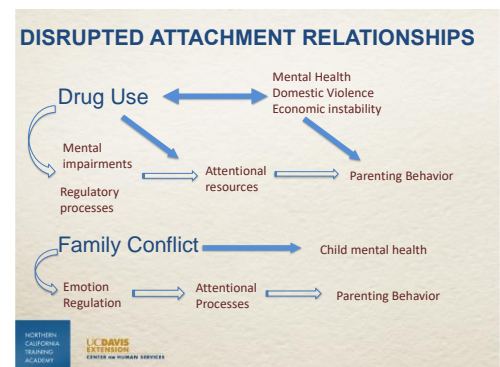 DISRUPTED ATTACHMENT RELATIONSHIPS
Mental Health
Domestic Violence
Economic instability
Drug Use
Mental
impairments
Regulatory
processes
Attentional
resources
Parenting Behavior
Family Conflict
Child mental health
Emotion
Regulation
Attentional
Processes
Parenting Behavior
NORTHERN
CALIFORNIA
TRAINING
ACADEMY
UCDAVIS
EXTENSION
CENTER FOR HUMAN SERVICES